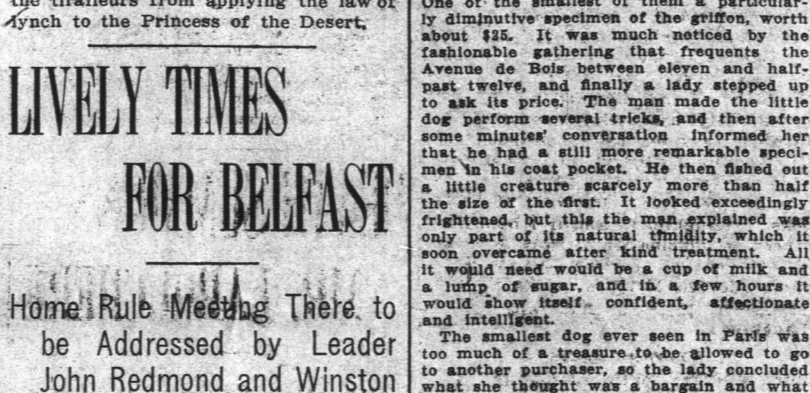 the tirailleurs from applying the law of
lynch to the Princess of the Desert.
LIVELY TIMES
FOR BELFAST
Home Rule Meeting There to
be Addressed by Leader
John Redmond and Winston
One of the smallest of them a particular-
ly diminutive specimen of the griffon, worth
about $25. It was much noticed by the
fashionable gathering that frequents the
Avenue de Bois between eleven and half-
past twelve, and finally a lady stepped up
to ask its price. The man made the little
dog perform several tricks, and then after
some minutes' conversation informed her
that he had a still more remarkable speci-
men in his coat pocket. He then fished out
a little creature scarcely more than half
the size of the first. It looked exceedingly
frightened, but this the man explained was
only part of its natural timidity, which it
soon overcame after kind treatment. All
it would need would be a cup of milk and
a lump of sugar, and in a few hours it
would show itself confident, affectionate
and intelligent.
The smallest dog ever seen in Paris was
too much of a treasure to be allowed to go
to another purchaser, so the lady concluded
what she thought was a bargain and what